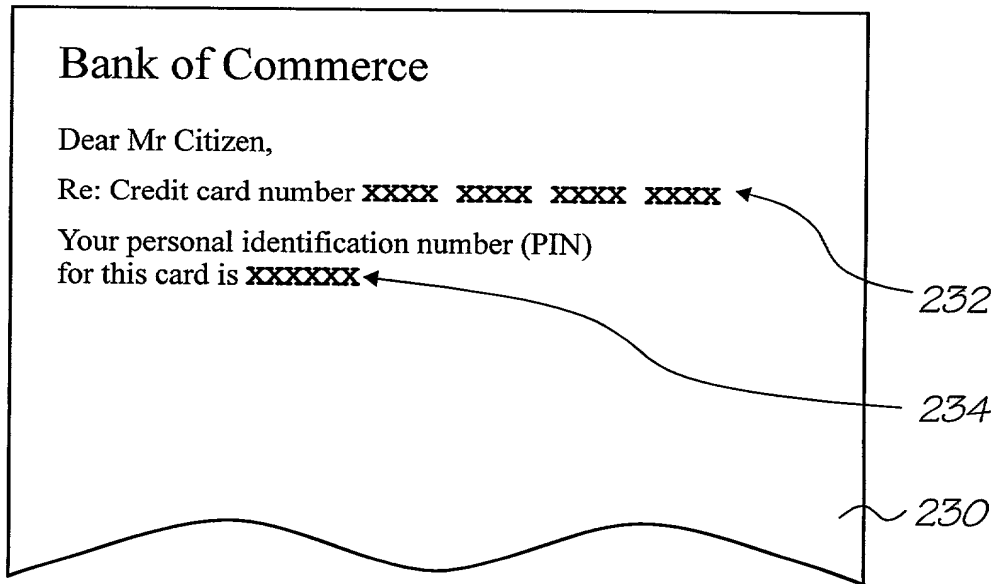 Bank of Commerce
Dear Mr Citizen,
Re: Credit card number XXXX XXXX XXXX XXXX
Your personal identification number (PIN)
for this card is XXXXXX
232
234
230